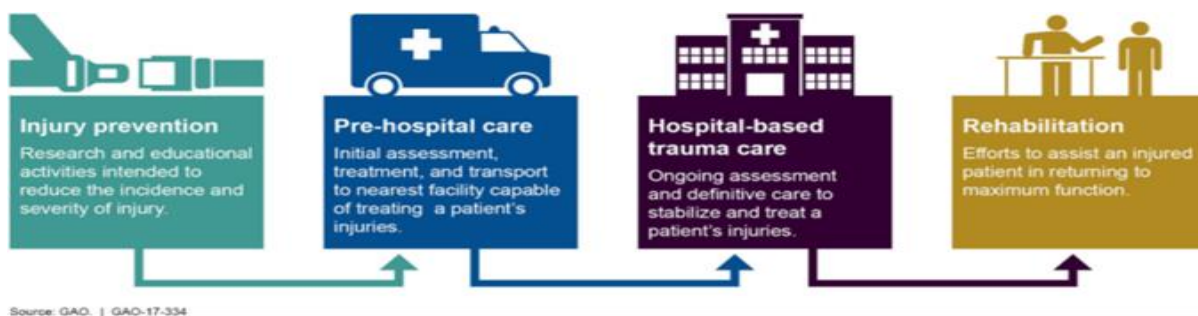 Injury prevention
Research and educational
activities intended to
reduce the incidence and
severity of injury.
Pre-hospital care
Initial assessment,
treatment, and transport
to nearest facility capable
of treating a patient's
injuries.
Hospital-based
trauma care
Ongoing assessment
and definitive care to
stabilize and treat a
patient's injuries.
Rehabilitation
Efforts to assist an injured
patient in returning to
maximum function.
Source: GAO. | GAO-17-334